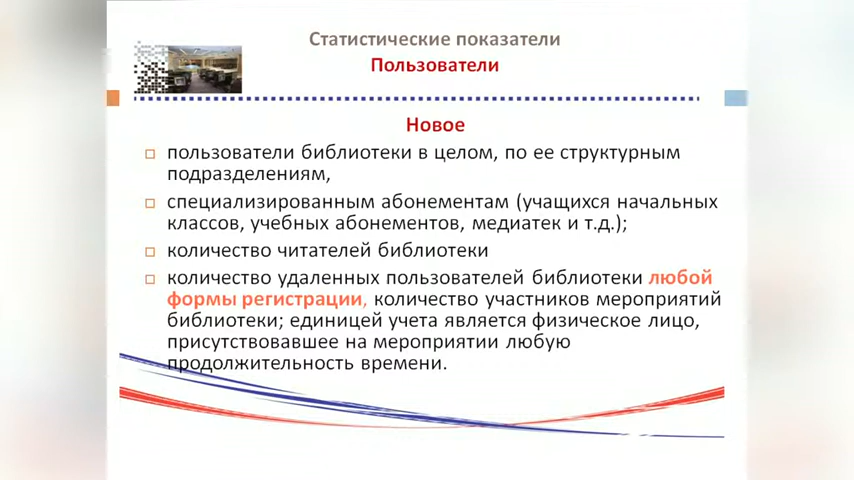 Статистические показатели
Пользователи
Новое
пользователи библиотеки в целом, по ее структурным
подразделениям,
специализированным абонементам (учащихся начальных
классов, учебных абонементов, медиатек и т.д.);
количество читателей библиотеки
количество удаленных пользователей библиотеки любой
формы регистрации, количество участников мероприятий
библиотеки; единицей учета является физическое лицо,
присутствовавшее на мероприятии любую
продолжительность времени.